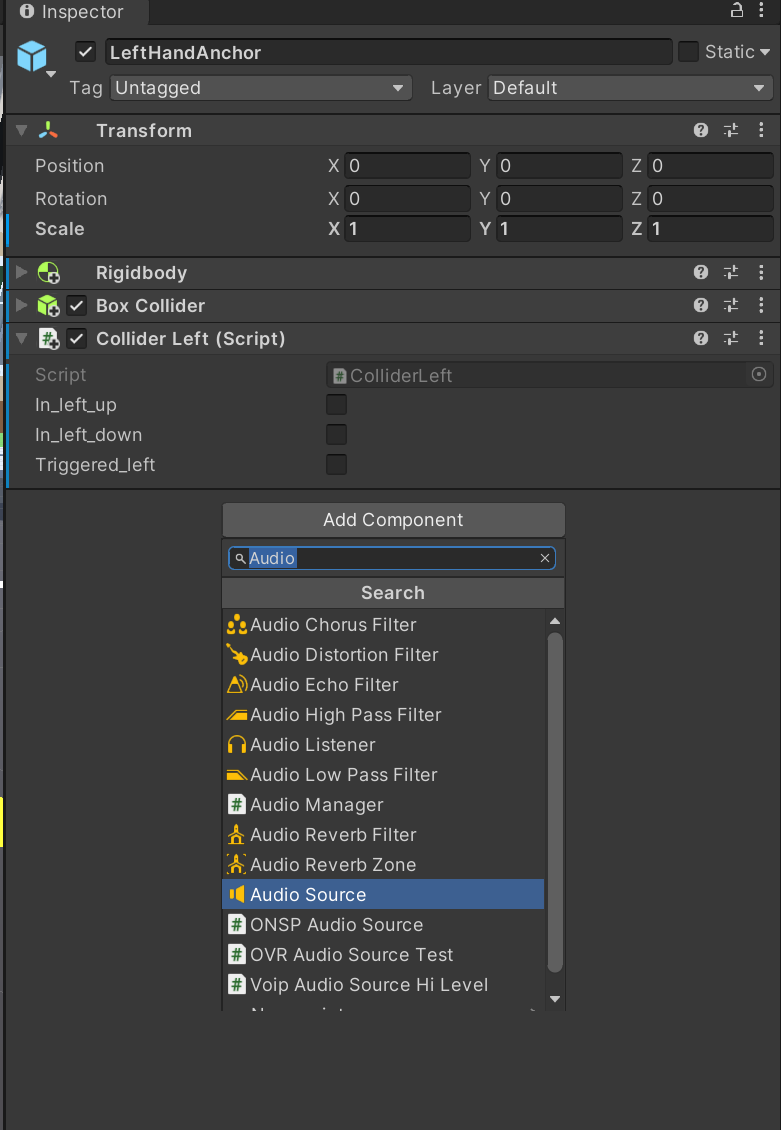 Inspector
LeftHandAnchor Static
Tag Untagged Layer Default
Transform
Position X 0 Y 0 Z 0
Rotation X 0 Y 0 Z 0
Scale X 1 Y 1 Z 1
Rigidbody
Box Collider
Collider Left (Script)
Script ColliderLeft
In_left_up
In_left_down
Triggered_left
Add Component
Audio
Search
Audio Chorus Filter
Audio Distortion Filter
Audio Echo Filter
Audio High Pass Filter
Audio Listener
Audio Low Pass Filter
Audio Manager
Audio Reverb Filter
Audio Reverb Zone
Audio Source
ONSP Audio Source
OVR Audio Source Test
Voip Audio Source Hi Level